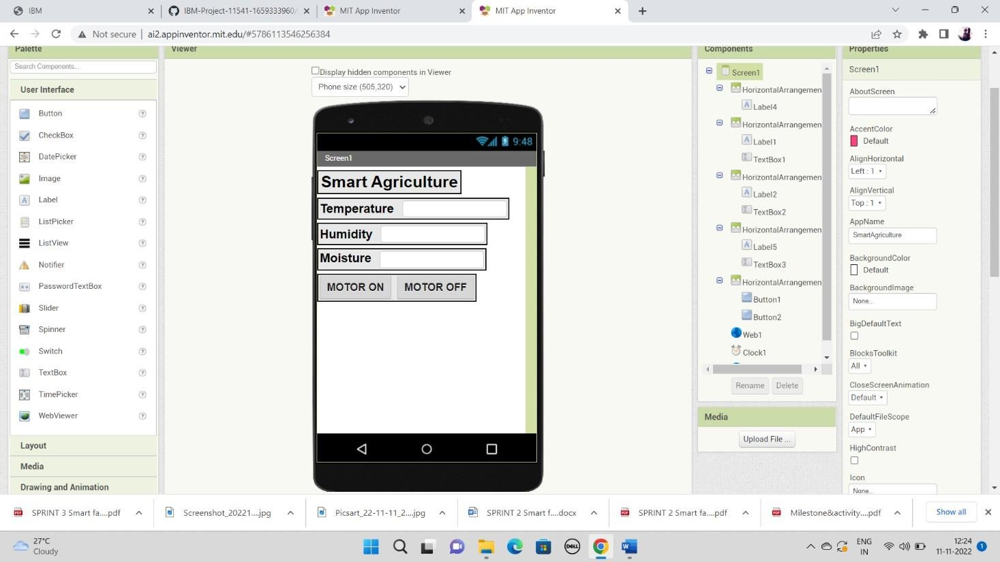 IBM
IBM-Project-11541-1659333960/
MIT App Inventor
MIT App Inventor
Not secure
ai2.appinventor.mit.edu/#5786113546256384
Palette
Viewer
Components
Properties
Search Components...
User Interface
Button
CheckBox
DatePicker
Image
Label
ListPicker
ListView
Notifier
PasswordTextBox
Slider
Spinner
Switch
TextBox
TimePicker
WebViewer
Layout
Media
Drawing and Animation
Display hidden components in Viewer
Phone size (505,320)
9:48
Screen1
Smart Agriculture
Temperature
Humidity
Moisture
MOTOR ON MOTOR OFF
Screen1
HorizontalArrangemen
Label4
HorizontalArrangemen
Label1
TextBox1
HorizontalArrangemen
Label2
TextBox2
HorizontalArrangemen
Label5
TextBox3
HorizontalArrangemen
Button1
Button2
Web1
Clock1
Rename Delete
Media
Upload File ...
Screen1
AboutScreen
AccentColor
Default
AlignHorizontal
Left : 1
AlignVertical
Top : 1
AppName
SmartAgriculture
BackgroundColor
Default
BackgroundImage
None...
BigDefaultText
BlocksToolkit
All
CloseScreenAnimation
Default
DefaultFileScope
App
HighContrast
Icon
None...
SPRINT 3 Smart fa....pdf
Screenshot_20221....jpg
Picsart_22-11-11_2....jpg
SPRINT 2 Smart f....docx
SPRINT 2 Smart fa....pdf
Milestone&activity....pdf
Show all
27°C
Cloudy
DELL
ENG
IN
12:24
11-11-2022
1